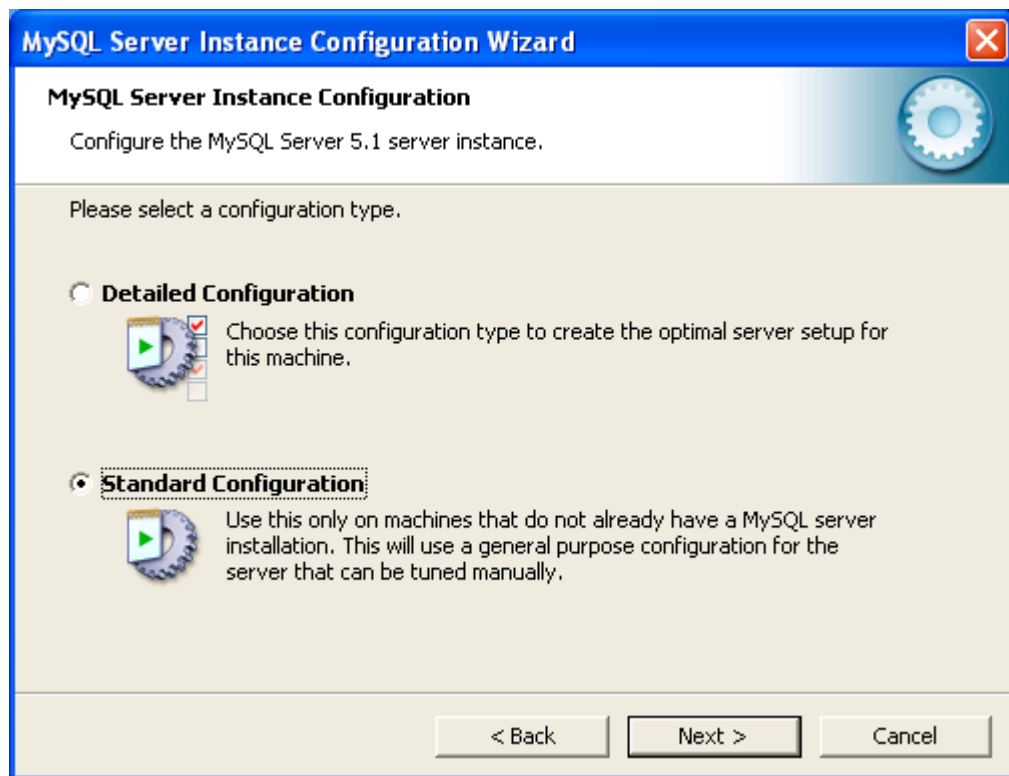 MySQL Server Instance Configuration Wizard
MySQL Server Instance Configuration
Configure the MySQL Server 5.1 server instance.
Please select a configuration type.
Detailed Configuration
Choose this configuration type to create the optimal server setup for
this machine.
Standard Configuration
Use this only on machines that do not already have a MySQL server
installation. This will use a general purpose configuration for the
server that can be tuned manually.
< Back
Next >
Cancel